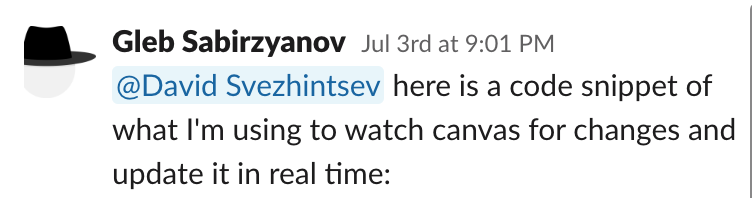 Gleb Sabirzyanov Jul 3rd at 9:01 PM
@David Svezhintsev here is a code snippet of
what I'm using to watch canvas for changes and
update it in real time: